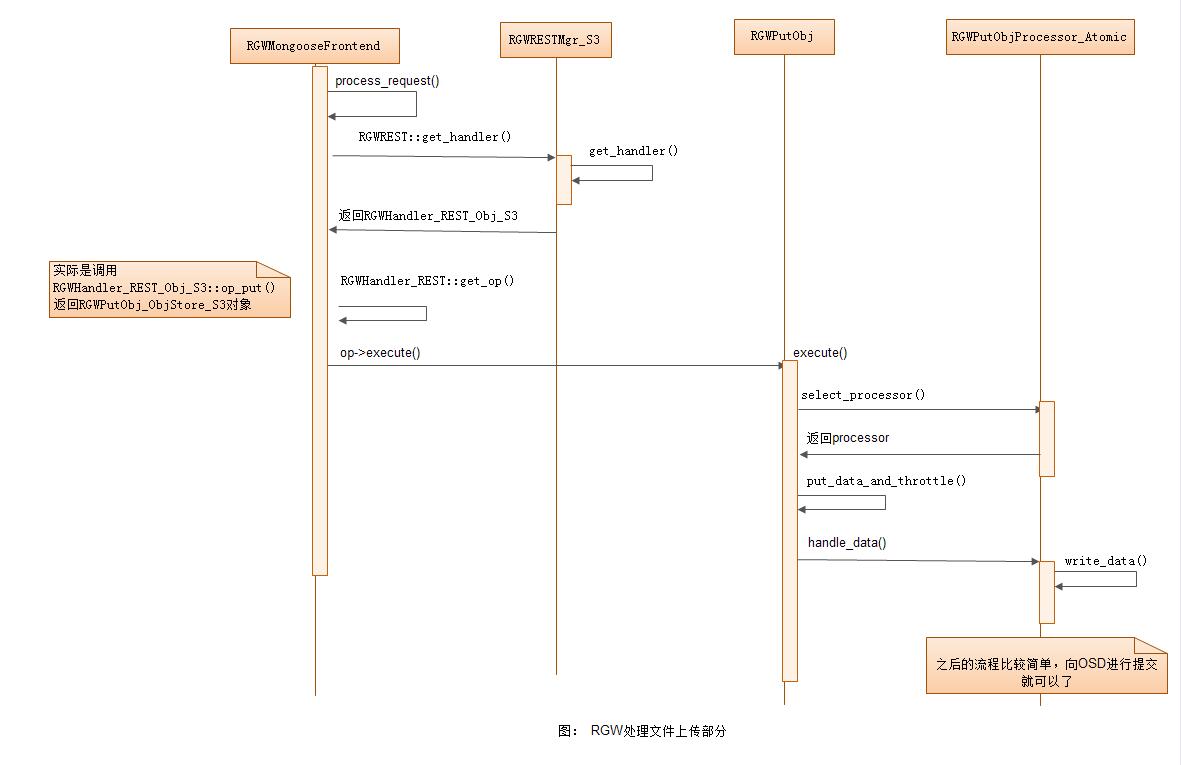 RGWMongooseFrontend
RGWRESTMgr_S3
RGWPutObj
RGWPutObjProcessor_Atomic
process_request()
RGWREST::get_handler()
get_handler()
返回RGWHandler_REST_Obj_S3
实际是调用
RGWHandler_REST_Obj_S3::op_put()
返回RGWPutObj_ObjStore_S3对象
RGWHandler_REST::get_op()
op->execute()
execute()
select_processor()
返回processor
put_data_and_throttle()
handle_data()
write_data()
之后的流程比较简单，向OSD进行提交
就可以了
图： RGW处理文件上传部分